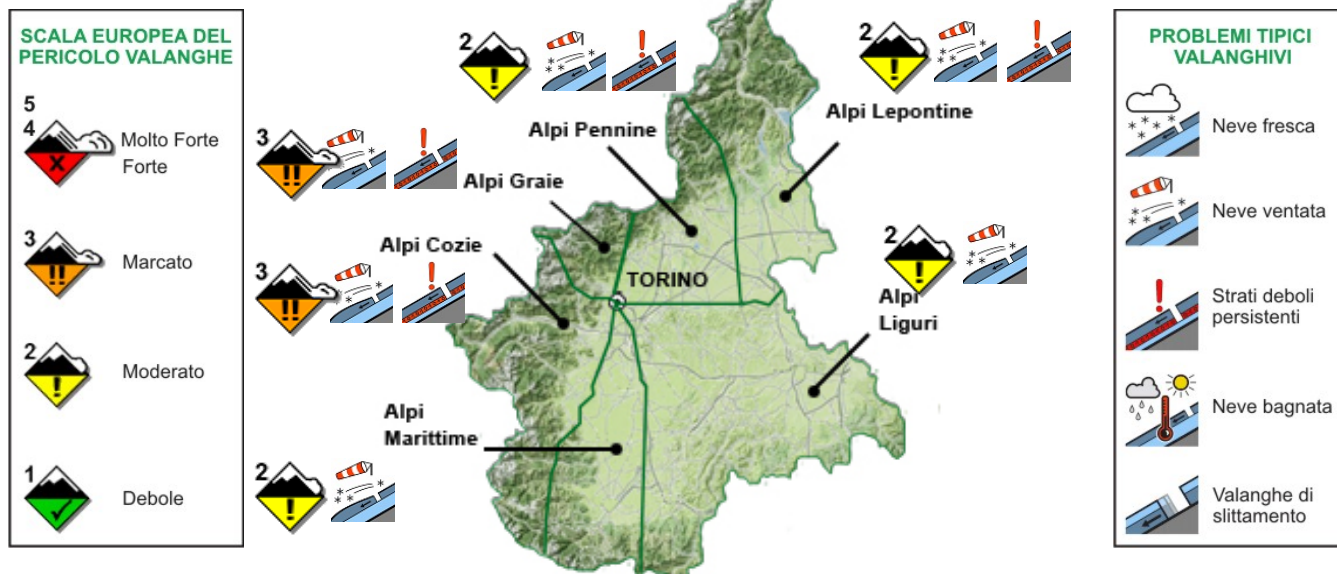 SCALA EUROPEA DEL
PERICOLO VALANGHE
5
4
Molto Forte
Forte
3
Marcato
2
Moderato
1
Debole
2
2
Alpi Lepontine
Alpi Pennine
3
Alpi Graie
Alpi Cozie
2
3
TORINO
Alpi
Liguri
Alpi
Marittime
2
PROBLEMI TIPICI
VALANGHIVI
Neve fresca
Neve ventata
Strati deboli
persistenti
Neve bagnata
Valanghe di
slittamento